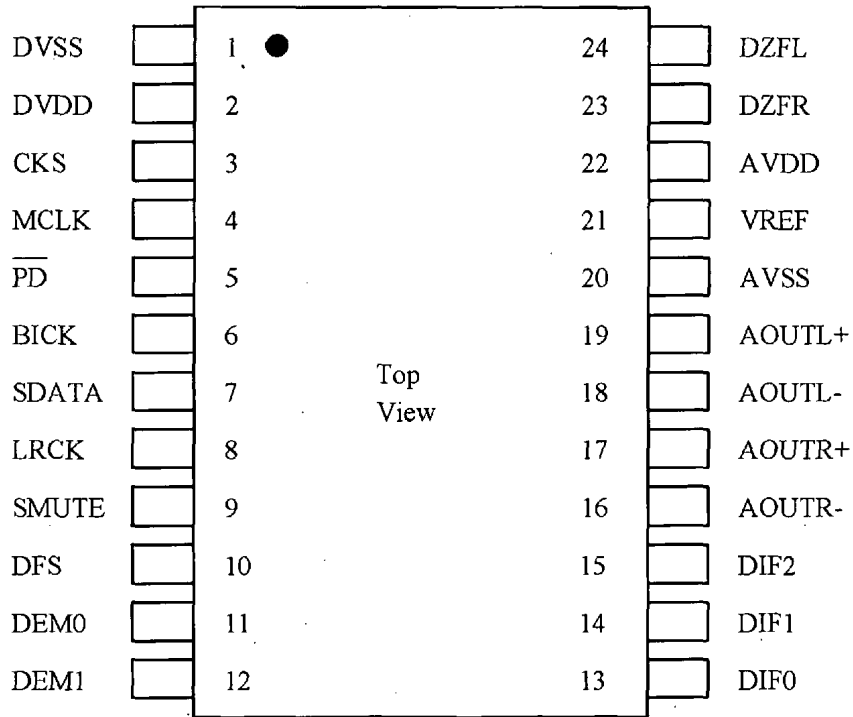 DVSS 1 24 DZFL
DVDD 2 23 DZFR
CKS 3 22 AVDD
MCLK 4 21 VREF
PD 5 20 AVSS
BICK 6 19 AOUTL+
SDATA 7 18 AOUTL-
LRCK 8 17 AOUTR+
SMUTE 9 16 AOUTR-
DFS 10 15 DIF2
DEM0 11 14 DIF1
DEM1 12 13 DIF0
Top
View